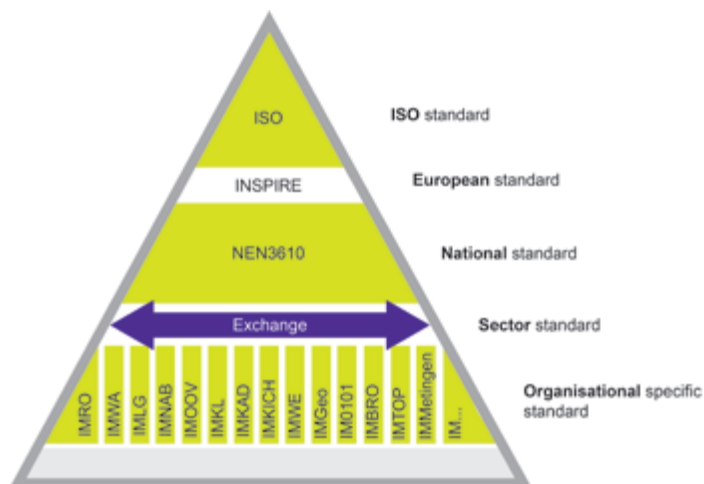 ISO
ISO standard
INSPIRE
European standard
NEN3610
National standard
Exchange
Sector standard
IMRO
IMWA
IMLG
IMNAB
IMOOV
IMKL
IMKAD
IMKICH
IMWE
IMGeo
IM0101
IMBRO
IMTOP
IMMetingen
IM...
Organisational specific
standard